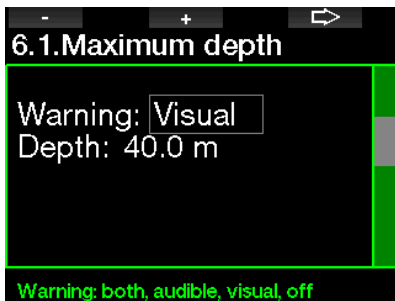 - +
6.1.Maximum depth
Warning: Visual
Depth: 40.0 m
Warning: both, audible, visual, off